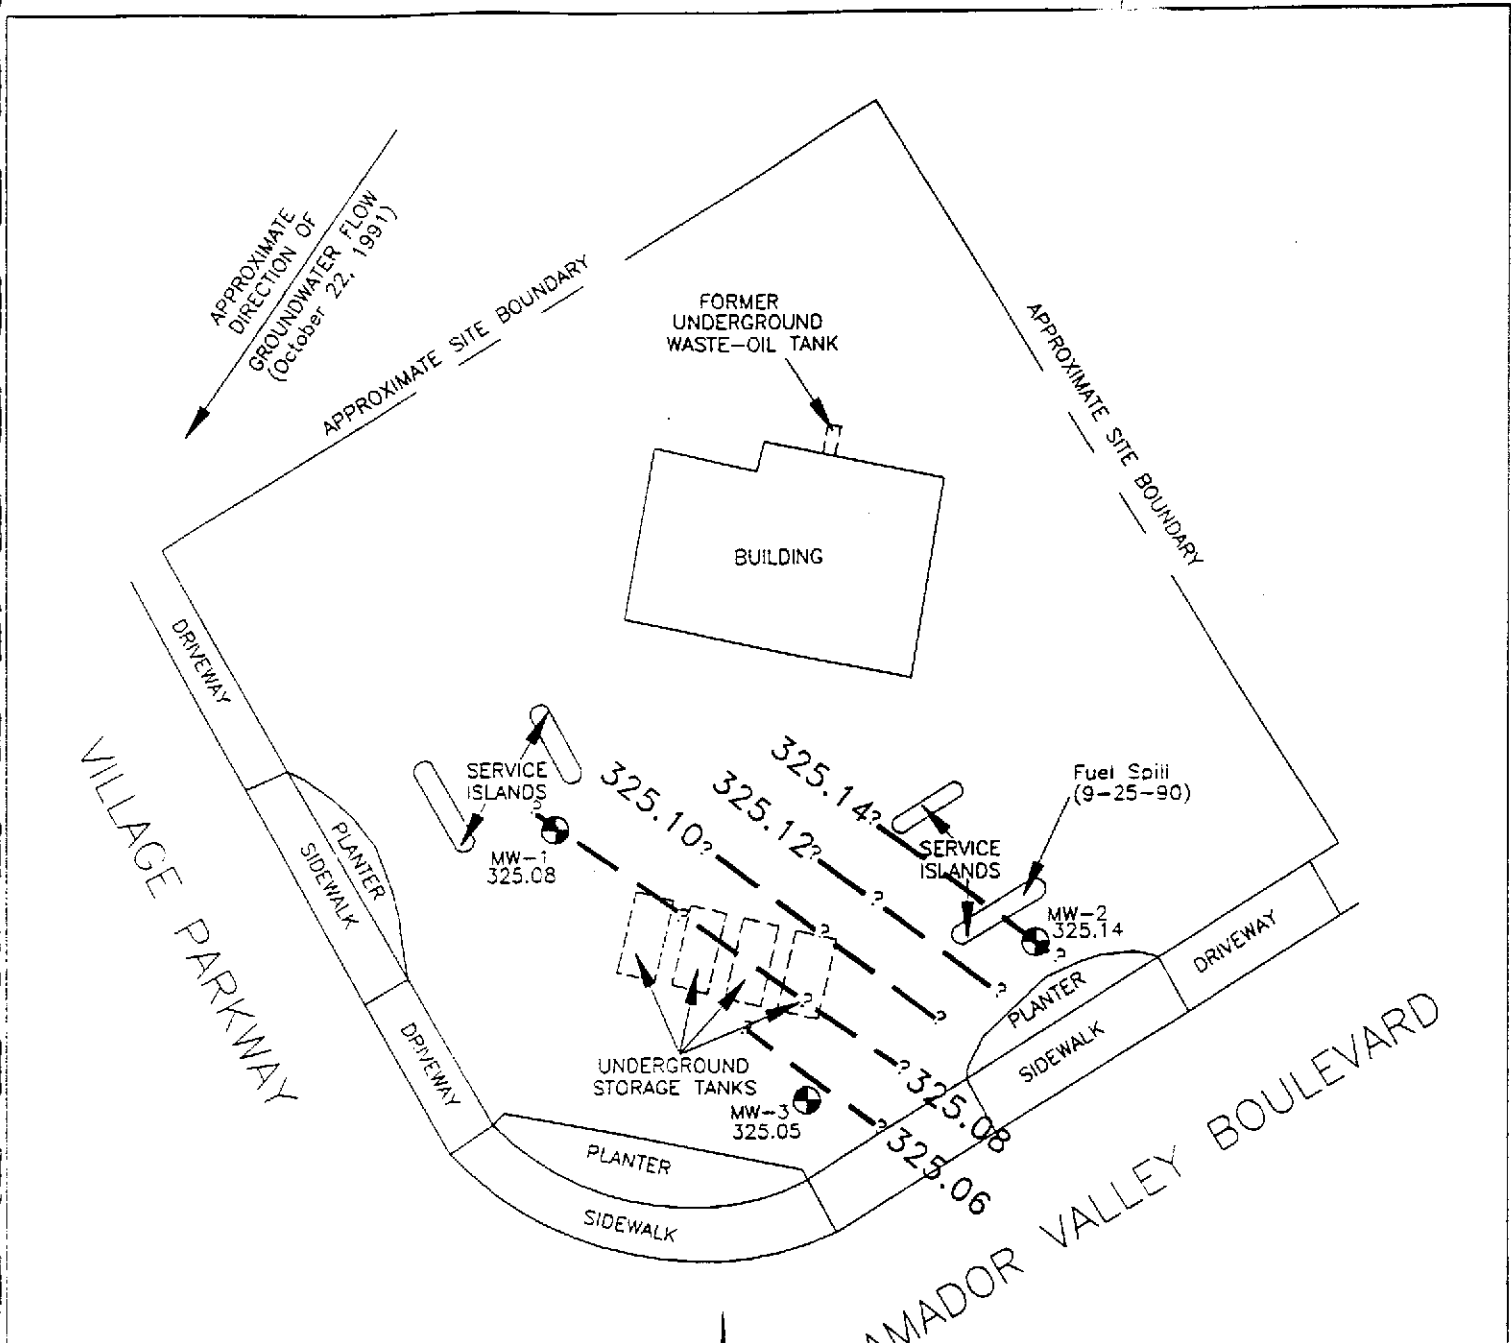 APPROXIMATE
DIRECTION OF
GROUNDWATER FLOW
(October 22, 1991)
APPROXIMATE SITE BOUNDARY
FORMER
UNDERGROUND
WASTE-OIL TANK
APPROXIMATE SITE BOUNDARY
BUILDING
DRIVEWAY
VILLAGE PARKWAY
SIDEWALK
PLANTER
DRIVEWAY
SERVICE
ISLANDS
?
MW-1
325.08
325.10?
325.12?
325.14?
SERVICE
ISLANDS
Fuel Spill
(9-25-90)
MW-2
325.14
?
?
?
?
?
?
?
?
UNDERGROUND
STORAGE TANKS
?
MW-3
325.05
?325.08
?325.06
PLANTER
SIDEWALK
DRIVEWAY
PLANTER
SIDEWALK
AMADOR VALLEY BOULEVARD